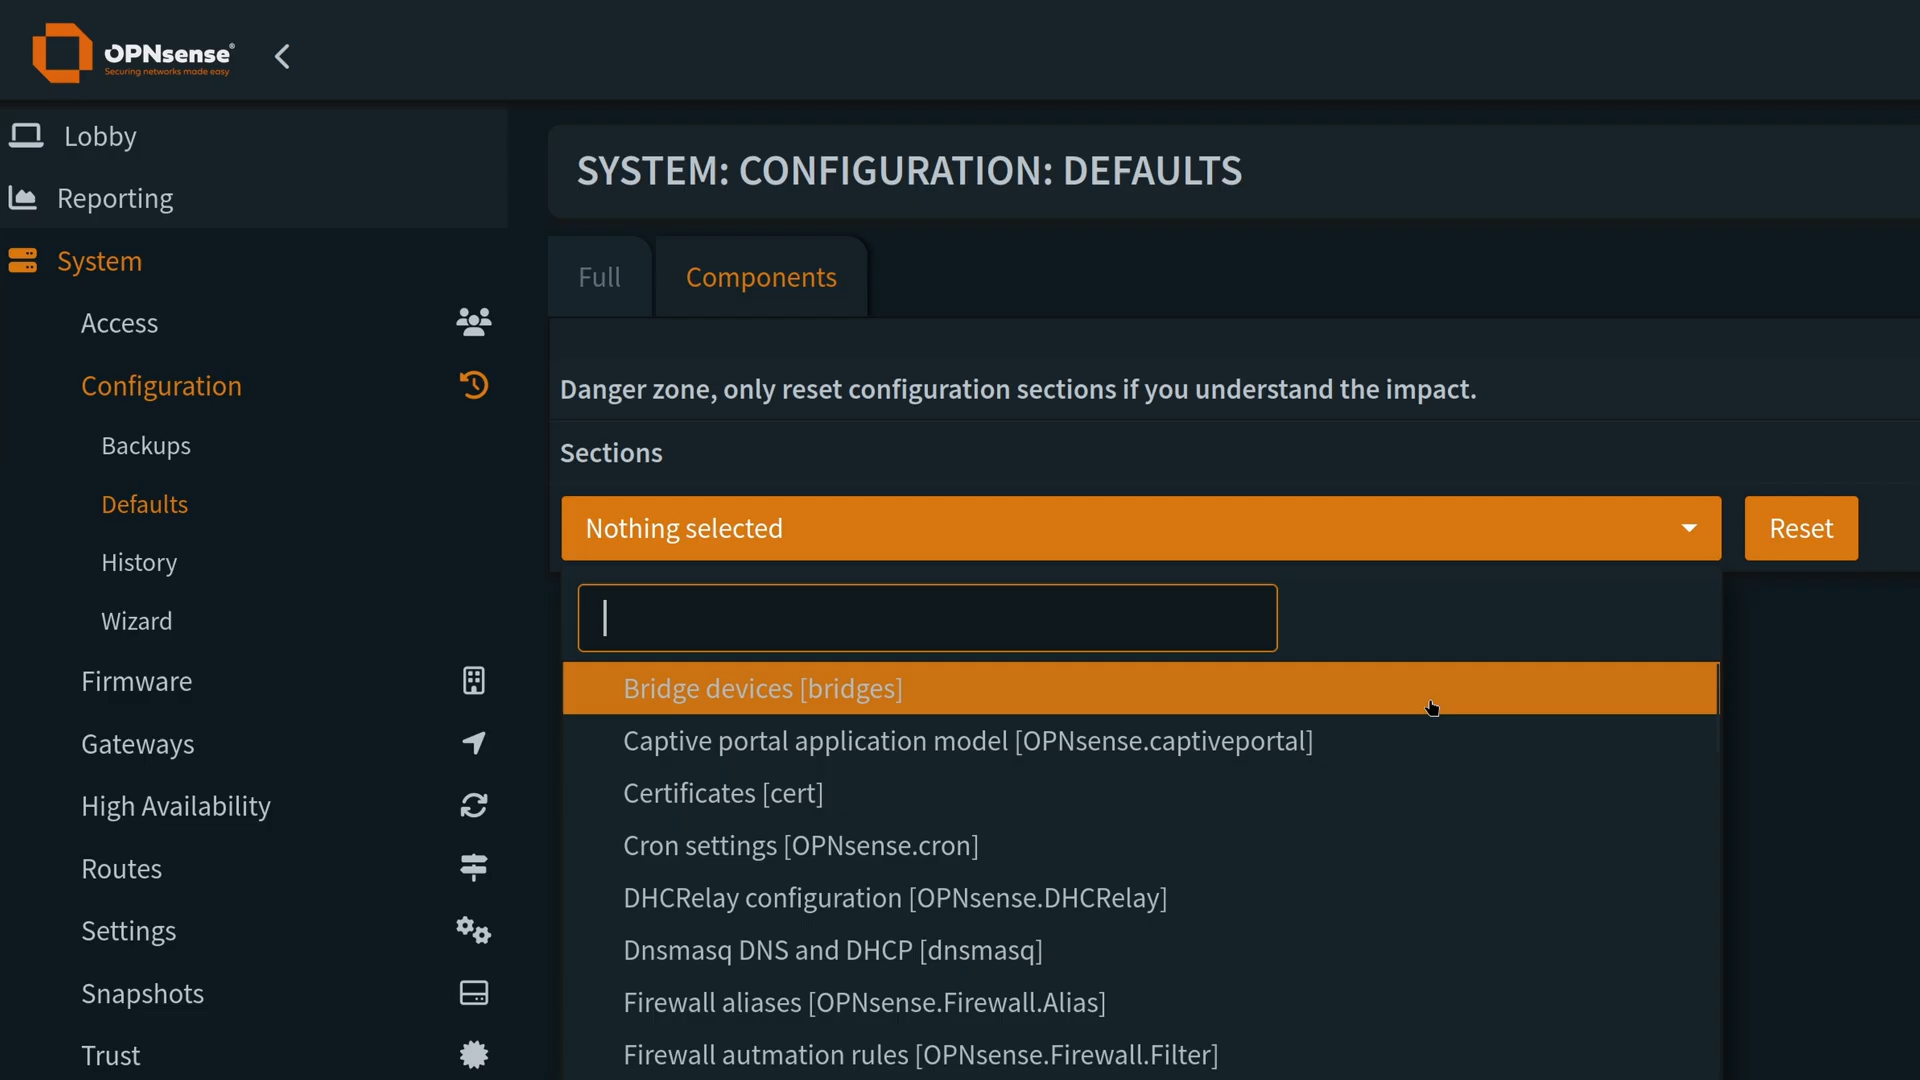 OPNsense®
Securing networks made easy
Lobby
Reporting
System
Access
Configuration
Backups
Defaults
History
Wizard
Firmware
Gateways
High Availability
Routes
Settings
Snapshots
Trust
SYSTEM: CONFIGURATION: DEFAULTS
Full
Components
Danger zone, only reset configuration sections if you understand the impact.
Sections
Nothing selected
Reset
Bridge devices [bridges]
Captive portal application model [OPNsense.captiveportal]
Certificates [cert]
Cron settings [OPNsense.cron]
DHCRelay configuration [OPNsense.DHCRelay]
Dnsmasq DNS and DHCP [dnsmasq]
Firewall aliases [OPNsense.Firewall.Alias]
Firewall autmation rules [OPNsense.Firewall.Filter]